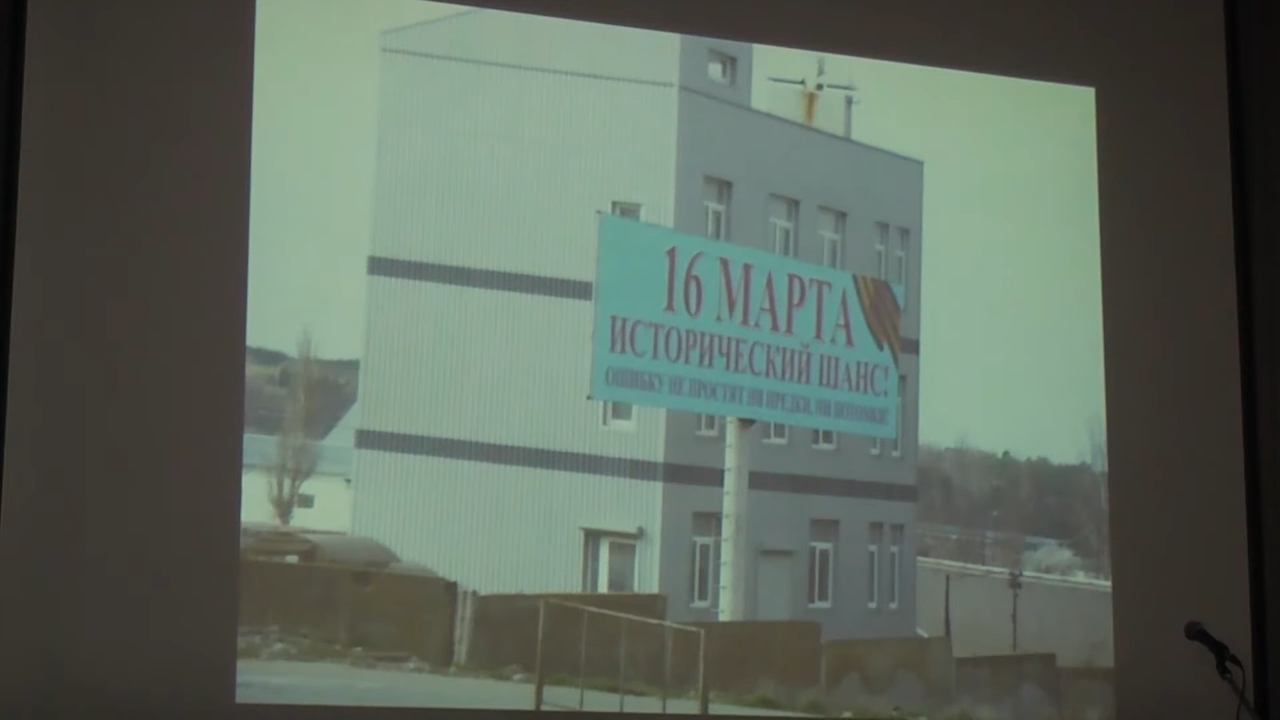 16 МАРТА
ИСТОРИЧЕСКИЙ ШАНС!
ОШИБКУ НЕ ПРОСТЯТ НИ ПРЕДКИ, НИ ПОТОМКИ!